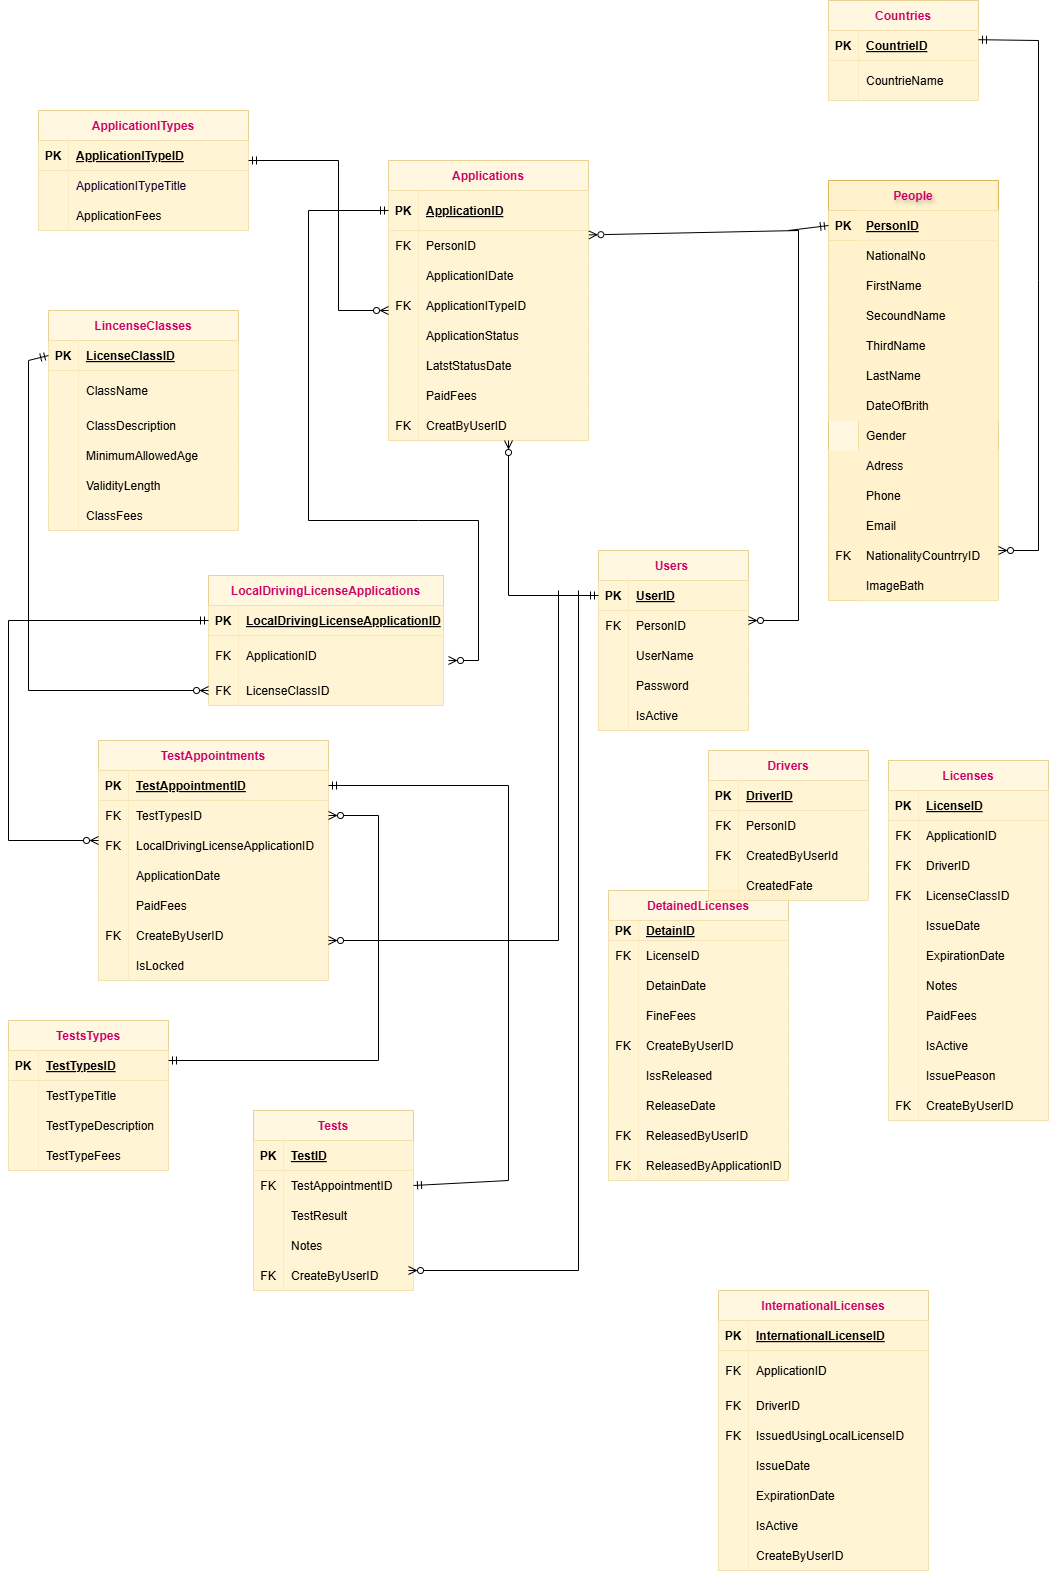 Countries
PK CountrieID
CountrieName
ApplicationlTypes
PK ApplicationlTypeID
ApplicationlTypeTitle
ApplicationFees
Applications
PK ApplicationID
FK PersonID
ApplicationlDate
FK ApplicationlTypeID
ApplicationStatus
LatstStatusDate
PaidFees
FK CreatByUserID
People
PK PersonID
NationalNo
FirstName
SecoundName
ThirdName
LastName
DateOfBrith
Gender
Adress
Phone
Email
FK NationalityCountrryID
ImageBath
LincenseClasses
PK LicenseClassID
ClassName
ClassDescription
MinimumAllowedAge
ValidityLength
ClassFees
LocalDrivingLicenseApplications
PK LocalDrivingLicenseApplicationID
FK ApplicationID
FK LicenseClassID
Users
PK UserID
FK PersonID
UserName
Password
IsActive
TestAppointments
PK TestAppointmentID
FK TestTypesID
FK LocalDrivingLicenseApplicationID
ApplicationDate
PaidFees
FK CreateByUserID
IsLocked
Drivers
PK DriverID
FK PersonID
FK CreatedByUserId
CreatedFate
Licenses
PK LicenseID
FK ApplicationID
FK DriverID
FK LicenseClassID
IssueDate
ExpirationDate
Notes
PaidFees
IsActive
IssuePeason
FK CreateByUserID
DetainedLicenses
PK DetainID
FK LicenseID
DetainDate
FineFees
FK CreateByUserID
IssReleased
ReleaseDate
FK ReleasedByUserID
FK ReleasedByApplicationID
TestsTypes
PK TestTypesID
TestTypeTitle
TestTypeDescription
TestTypeFees
Tests
PK TestID
FK TestAppointmentID
TestResult
Notes
FK CreateByUserID
InternationalLicenses
PK InternationalLicenseID
FK ApplicationID
FK DriverID
FK IssuedUsingLocalLicenseID
IssueDate
ExpirationDate
IsActive
CreateByUserID